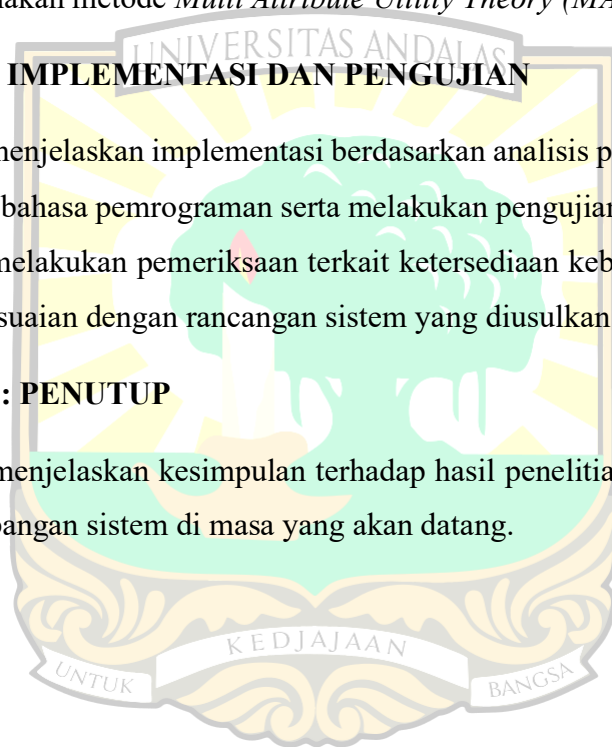 akan metode Multi Attribute Utility Theory (MA
UNIVERSITAS ANDALAS
IMPLEMENTASI DAN PENGUJIAN
menjelaskan implementasi berdasarkan analisis p
bahasa pemrograman serta melakukan pengujian
melakukan pemeriksaan terkait ketersediaan keb
suaian dengan rancangan sistem yang diusulkan
: PENUTUP
menjelaskan kesimpulan terhadap hasil penelitia
bangan sistem di masa yang akan datang.
KEDJAJAAN
UNTUK BANGSA